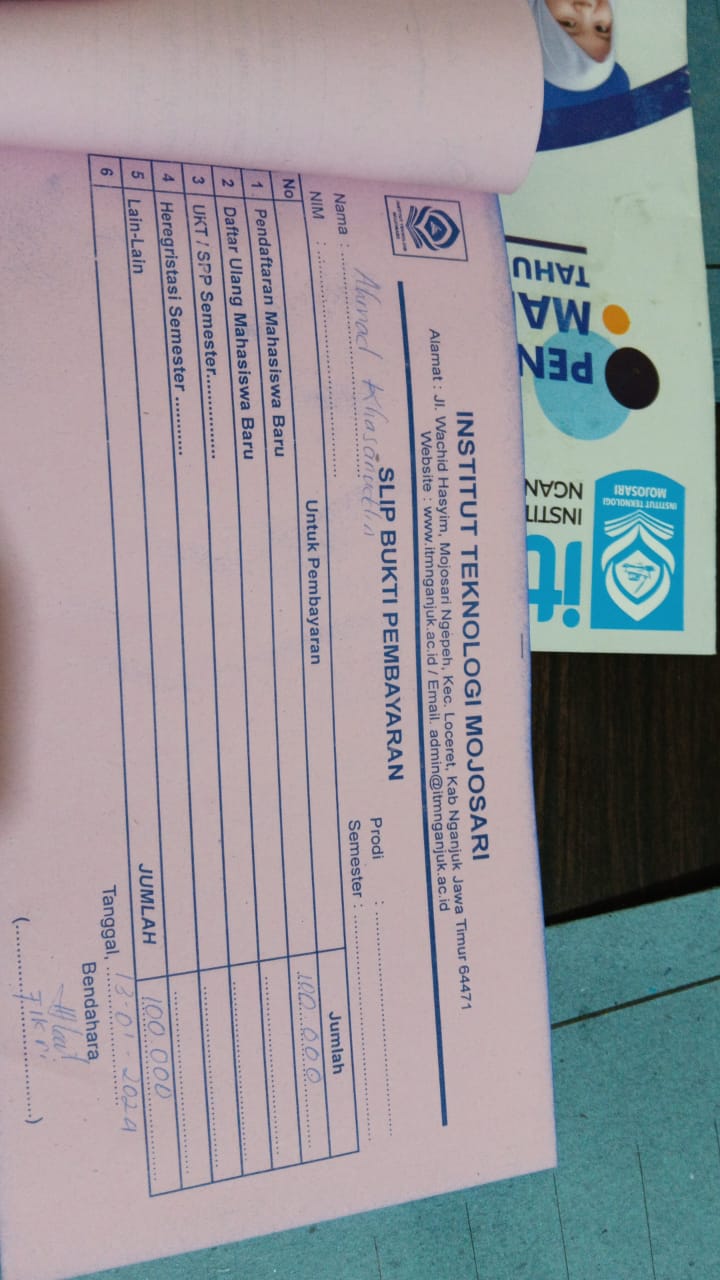 INSTITUT TEKNOLOGI MOJOSARI
Alamat : Jl. Wachid Hasyim, Mojosari Ngepeh, Kec. Loceret, Kab Nganjuk Jawa Timur 64471
Website : www.itmnganjuk.ac.id / Email. admin@itmnganjuk.ac.id
INSTITUT TEKNOLOGI
MOJOSARI
SLIP BUKTI PEMBAYARAN
Nama : Ahmad Khasanudin
Prodi :
NIM :
Semester :
No Untuk Pembayaran Jumlah
1 Pendaftaran Mahasiswa Baru 100.000
2 Daftar Ulang Mahasiswa Baru
3 UKT / SPP Semester...............
4 Heregristasi Semester ............
5 Lain-Lain
6
JUMLAH 100.000
Tanggal, 13-01-2024
Bendahara
Fikri
(........................)
PEN
MA
TAHU
it
INSTIT
NGAN
INSTITUT TEKNOLOGI
MOJOSARI